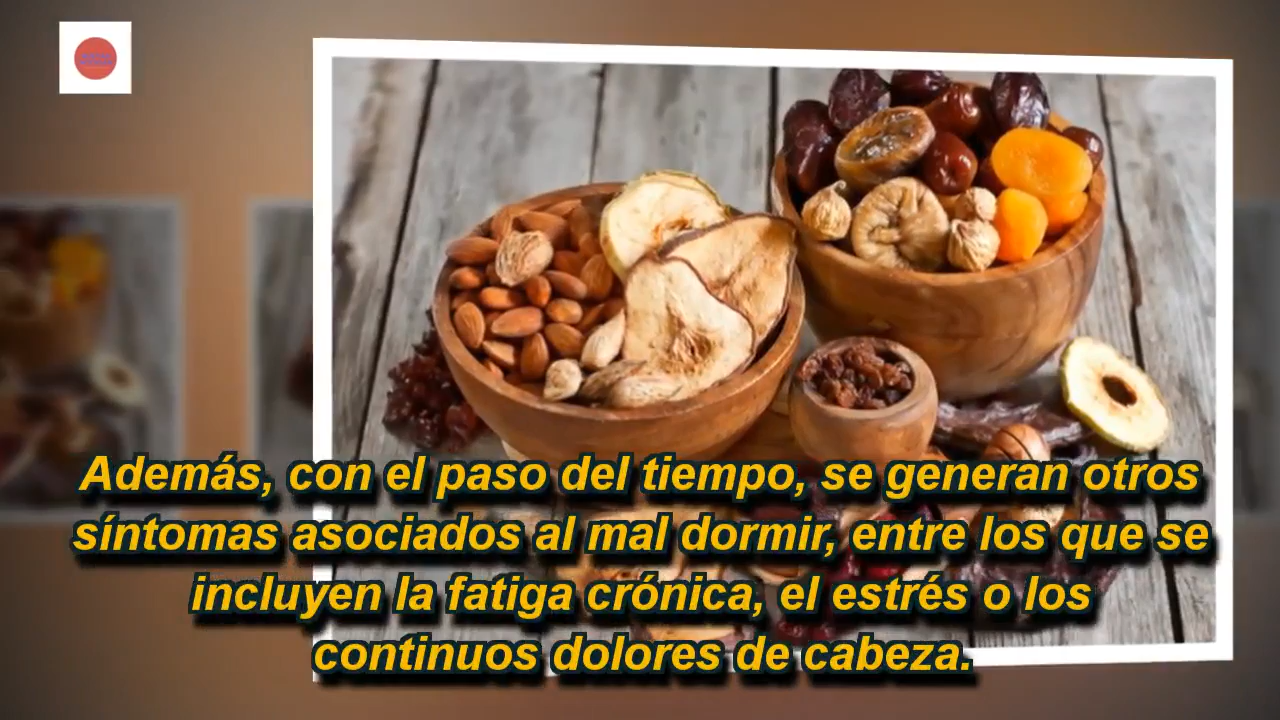 Además, con el paso del tiempo, se generan otros
síntomas asociados al mal dormir, entre los que se
incluyen la fatiga crónica, el estrés o los
continuos dolores de cabeza.